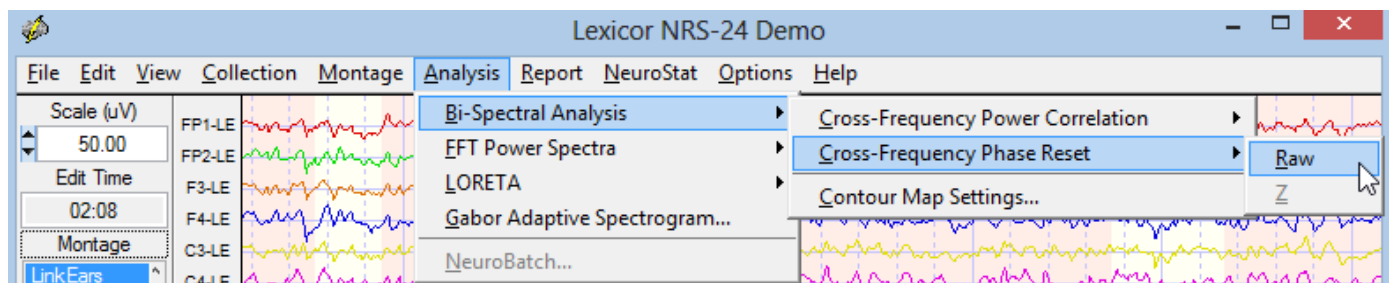 Lexicor NRS-24 Demo
File Edit View Collection Montage Analysis Report NeuroStat Options Help
Scale (uV)
50.00
Edit Time
02:08
Montage
LinkEars
FP1-LE
FP2-LE
F3-LE
F4-LE
C3-LE
C4-LE
Bi-Spectral Analysis
FFT Power Spectra
LORETA
Gabor Adaptive Spectrogram...
NeuroBatch...
Cross-Frequency Power Correlation
Cross-Frequency Phase Reset
Contour Map Settings...
Raw
Z